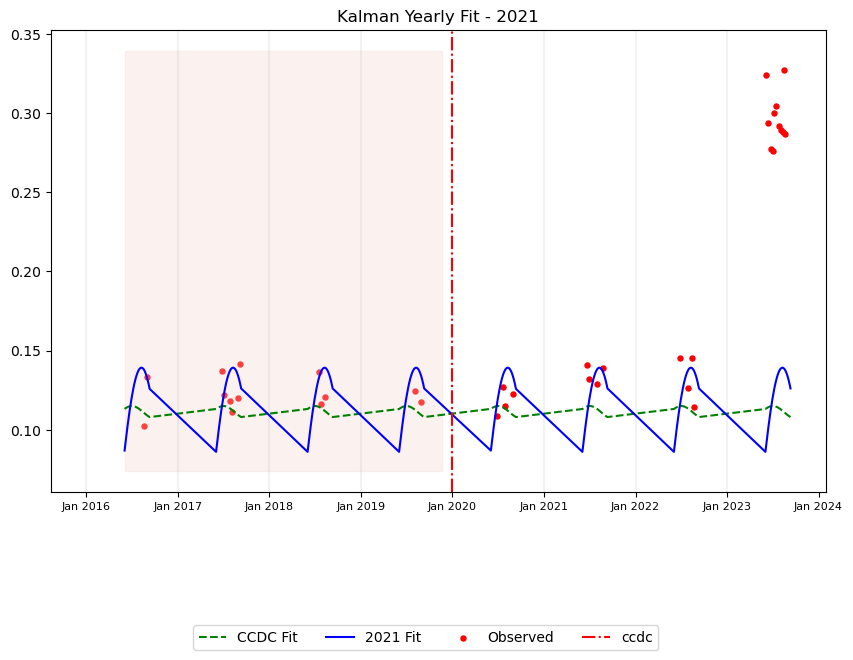 Kalman Yearly Fit - 2021
0.35
0.30
0.25
0.20
0.15
0.10
Jan 2016 Jan 2017 Jan 2018 Jan 2019 Jan 2020 Jan 2021 Jan 2022 Jan 2023 Jan 2024
CCDC Fit 2021 Fit Observed ccdc